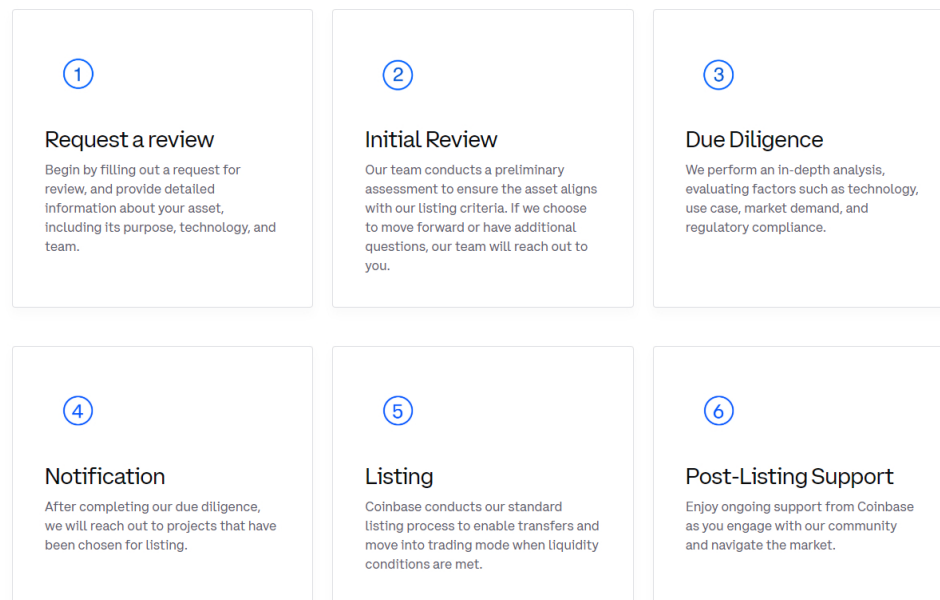 1
Request a review
Begin by filling out a request for
review, and provide detailed
information about your asset,
including its purpose, technology, and
team.
2
Initial Review
Our team conducts a preliminary
assessment to ensure the asset aligns
with our listing criteria. If we choose
to move forward or have additional
questions, our team will reach out to
you.
3
Due Diligence
We perform an in-depth analysis,
evaluating factors such as technology,
use case, market demand, and
regulatory compliance.
4
Notification
After completing our due diligence,
we will reach out to projects that have
been chosen for listing.
5
Listing
Coinbase conducts our standard
listing process to enable transfers and
move into trading mode when liquidity
conditions are met.
6
Post-Listing Support
Enjoy ongoing support from Coinbase
as you engage with our community
and navigate the market.